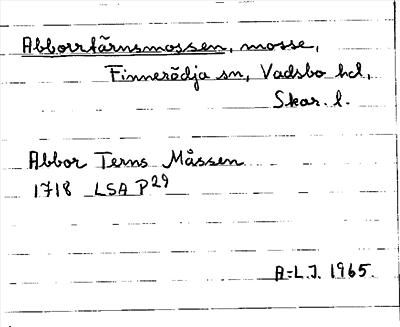 Abborrtärnsmossen, mosse,
Finnerödja sn, Vadsbo hd,
Skar. l.
Abbor Terns Måssen
1718 LSA P29
A-L.J. 1965.